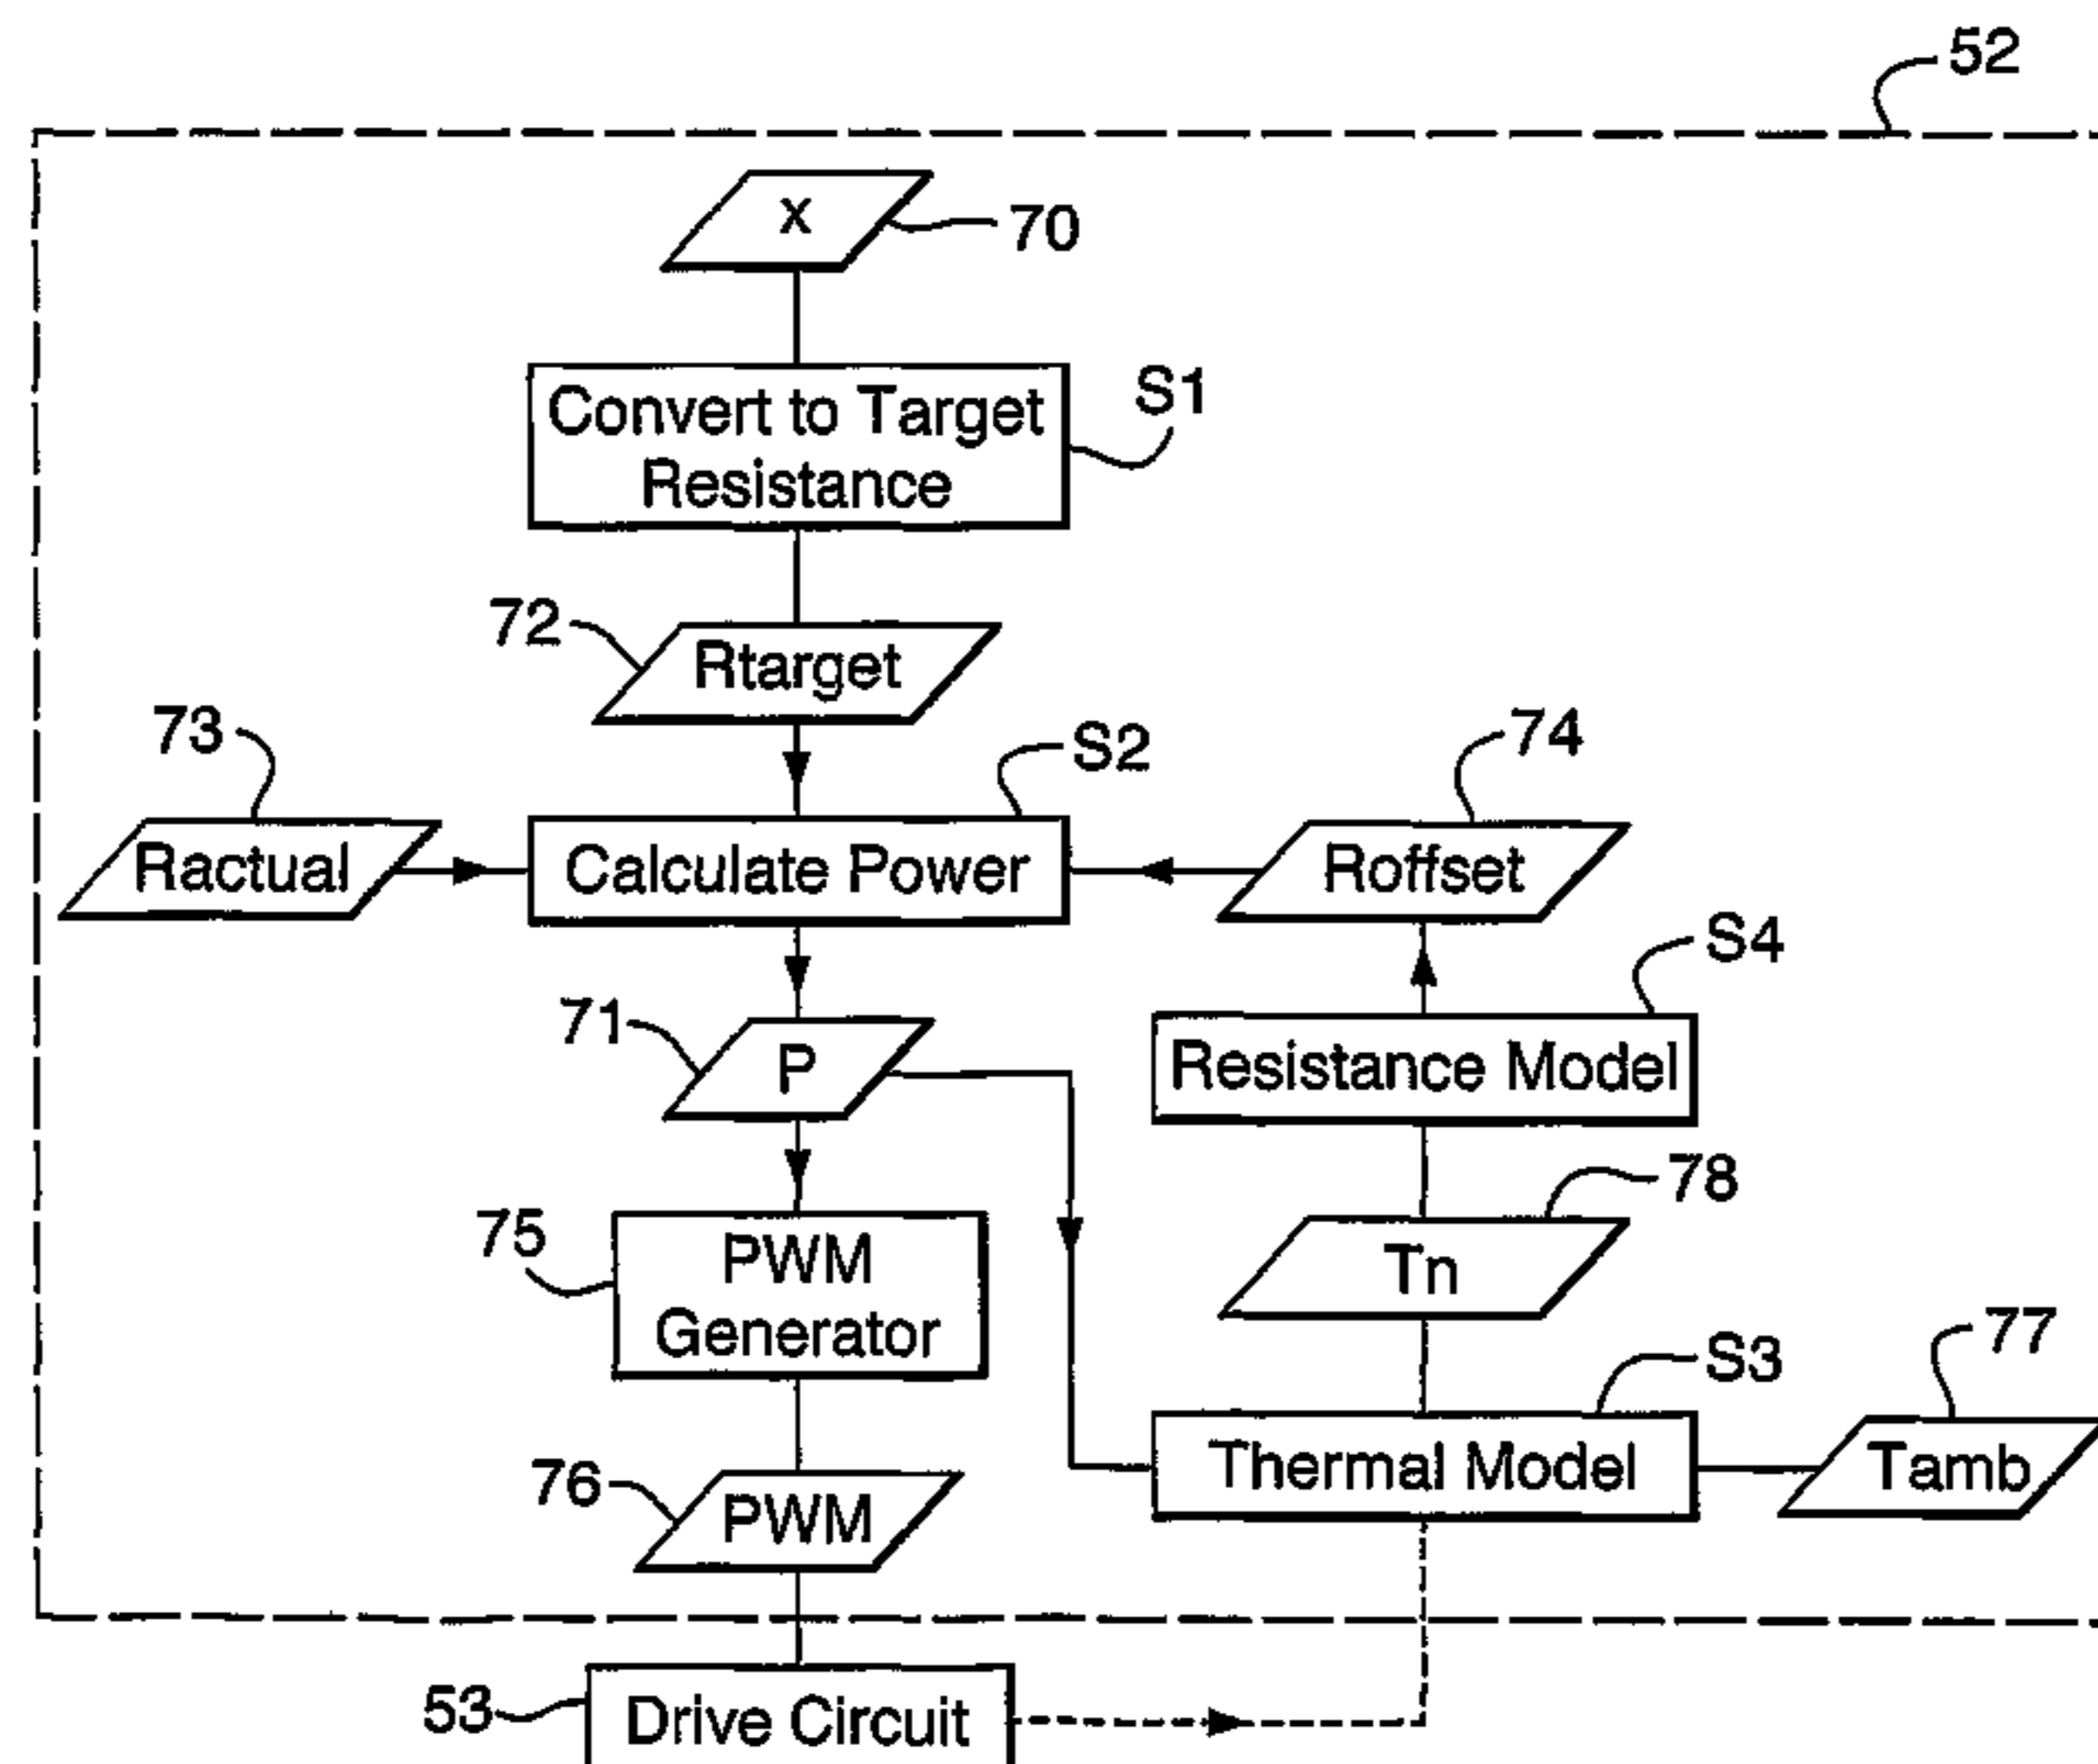 52
x
70
Convert to Target
Resistance
S1
72
Rtarget
73
S2
74
Ractual
Calculate Power
Roffset
S4
71
P
Resistance Model
78
75
PWM
Generator
Tn
77
S3
76
PWM
Thermal Model
Tamb
53
Drive Circuit